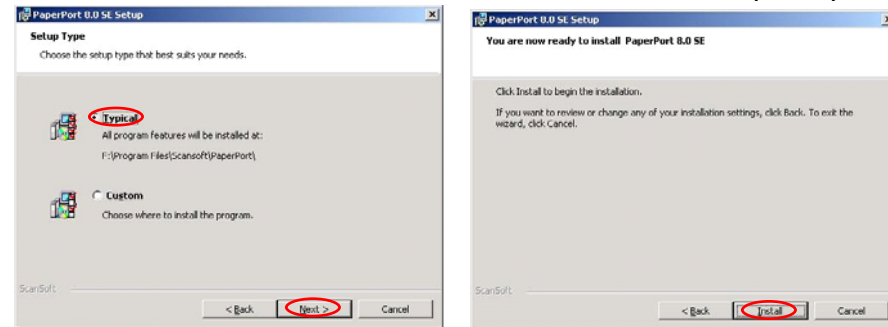 PaperPort 8.0 SE Setup
Setup Type
Choose the setup type that best suits your needs.
Typical
All program features will be installed at:
F:\Program Files\Scansoft\PaperPort\
Custom
Choose where to install the program.
ScanSoft
< Back
Next >
Cancel
PaperPort 8.0 SE Setup
You are now ready to install PaperPort 8.0 SE
Click Install to begin the installation.
If you want to review or change any of your installation settings, click Back. To exit the
wizard, click Cancel.
ScanSoft
< Back
Install
Cancel